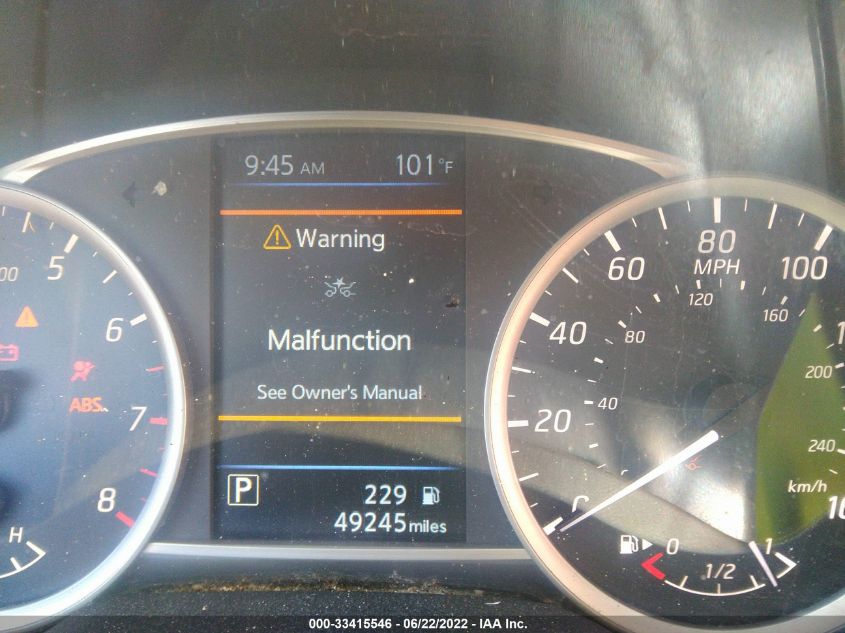 9:45 AM 101°F
Warning
Malfunction
See Owner's Manual
P 229
49245 miles
5
6
7
8
H
ABS
20
40
60
80
100
MPH
40
80
120
160
200
240
km/h
0 1/2 1
000-33415546 - 06/22/2022 - IAA Inc.